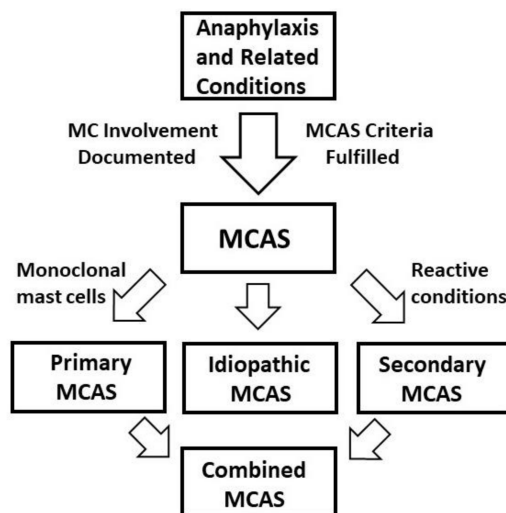 Anaphylaxis
and Related
Conditions
MC Involvement
Documented
MCAS Criteria
Fulfilled
MCAS
Monoclonal
mast cells
Reactive
conditions
Primary
MCAS
Idiopathic
MCAS
Secondary
MCAS
Combined
MCAS